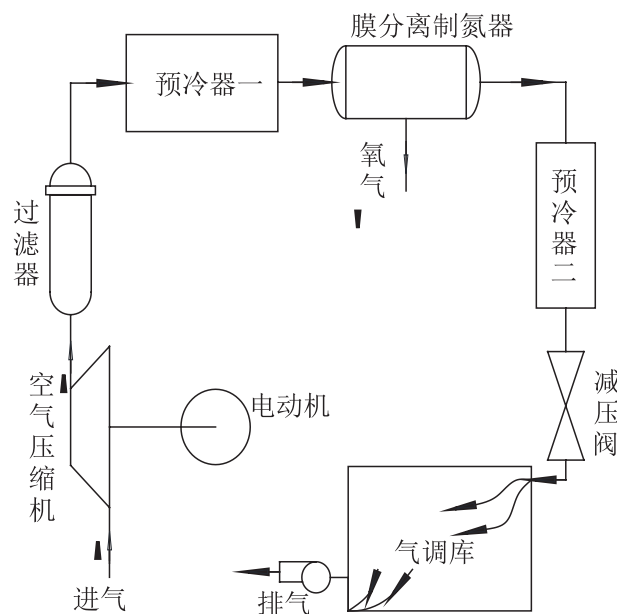 膜分离制氮器
预冷器一
氧气
预冷器二
过滤器
空气压缩机
电动机
减压阀
气调库
进气
排气